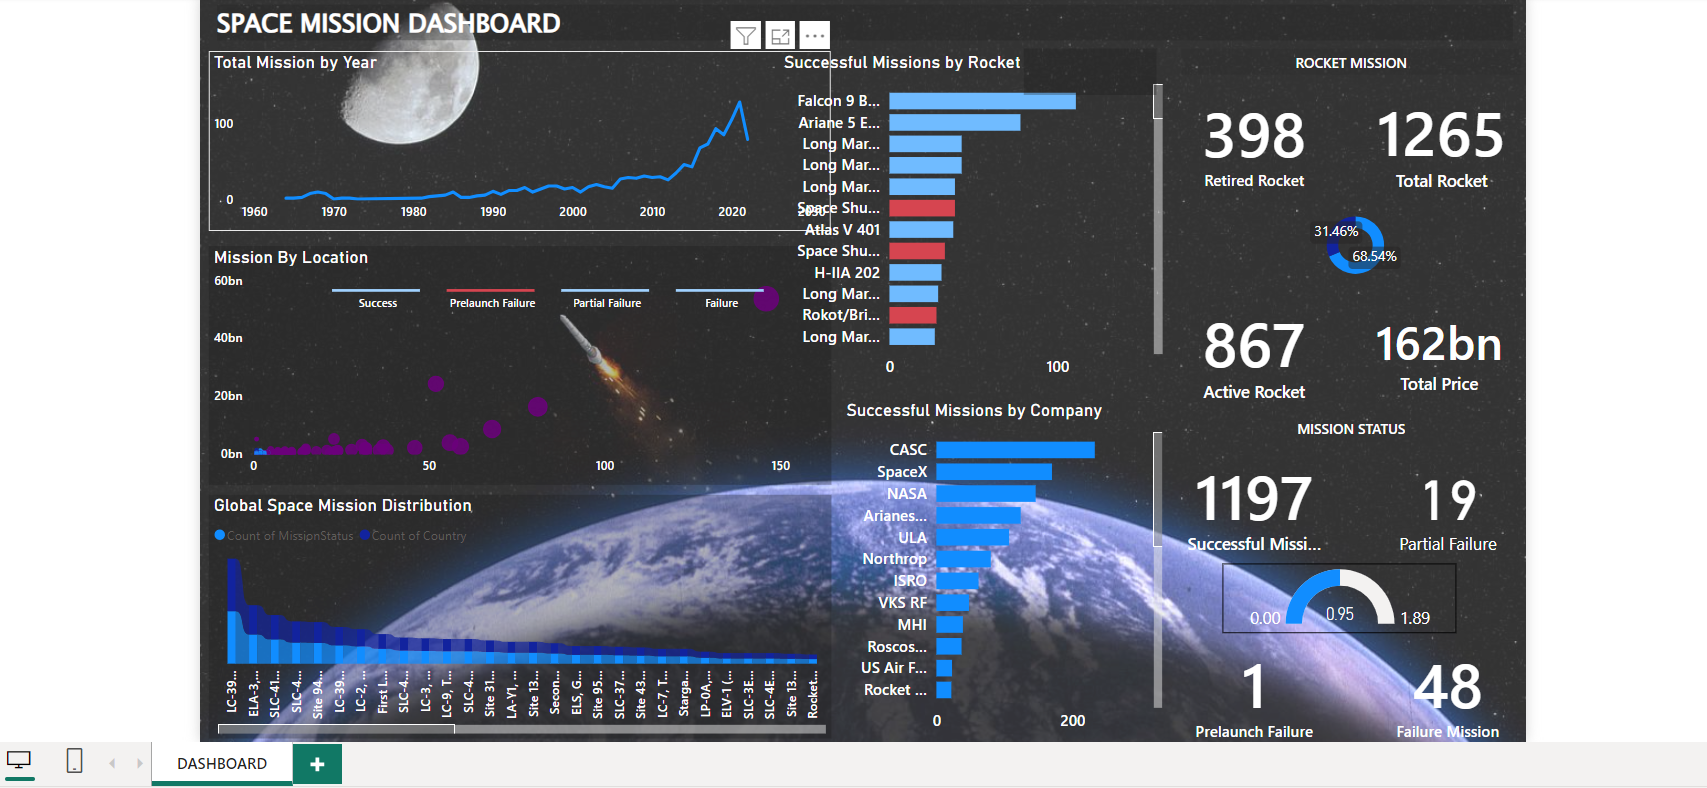 SPACE MISSION DASHBOARD
Total Mission by Year
100
0
1960 1970 1980 1990 2000 2010 2020 2030
Mission By Location
60bn
Success Prelaunch Failure Partial Failure Failure
40bn
20bn
0bn
0 50 100 150
Global Space Mission Distribution
Count of MissionStatus Count of Country
LC-39...
ELA-3,...
SLC-41...
SLC-4...
Site 94...
LC-39...
LC-2, ...
First L...
SLC-4...
LC-3, ...
LC-9, T...
SLC-4...
Site 31...
LA-Y1, ...
Site 13...
Secon...
ELS, G...
Site 95...
SLC-37...
Site 43...
LC-7, T...
Starga...
LP-0A,...
ELV-1 (...
SLC-3E...
SLC-4E...
Site 13...
Rocket...
Successful Missions by Rocket
Falcon 9 B...
Ariane 5 E...
Long Mar...
Long Mar...
Long Mar...
Space Shu...
Atlas V 401
Space Shu...
H-IIA 202
Long Mar...
Rokot/Bri...
Long Mar...
0 100
Successful Missions by Company
CASC
SpaceX
NASA
Arianes...
ULA
Northrop
ISRO
VKS RF
MHI
Roscos...
US Air F...
Rocket ...
0 200
ROCKET MISSION
398 1265
Retired Rocket Total Rocket
31.46%
68.54%
867 162bn
Active Rocket Total Price
MISSION STATUS
1197 19
Successful Missi... Partial Failure
0.00 0.95 1.89
1 48
Prelaunch Failure Failure Mission
DASHBOARD